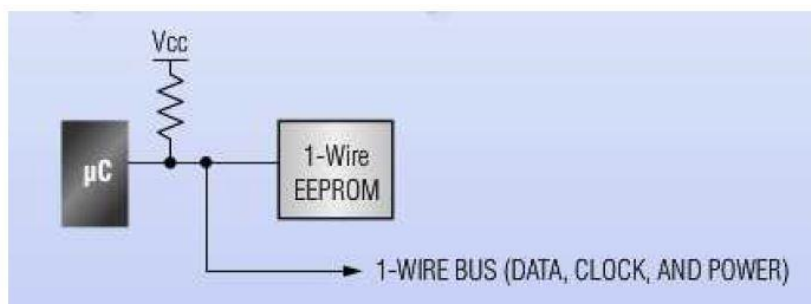 Vcc
µC
1-Wire
EEPROM
1-WIRE BUS (DATA, CLOCK, AND POWER)